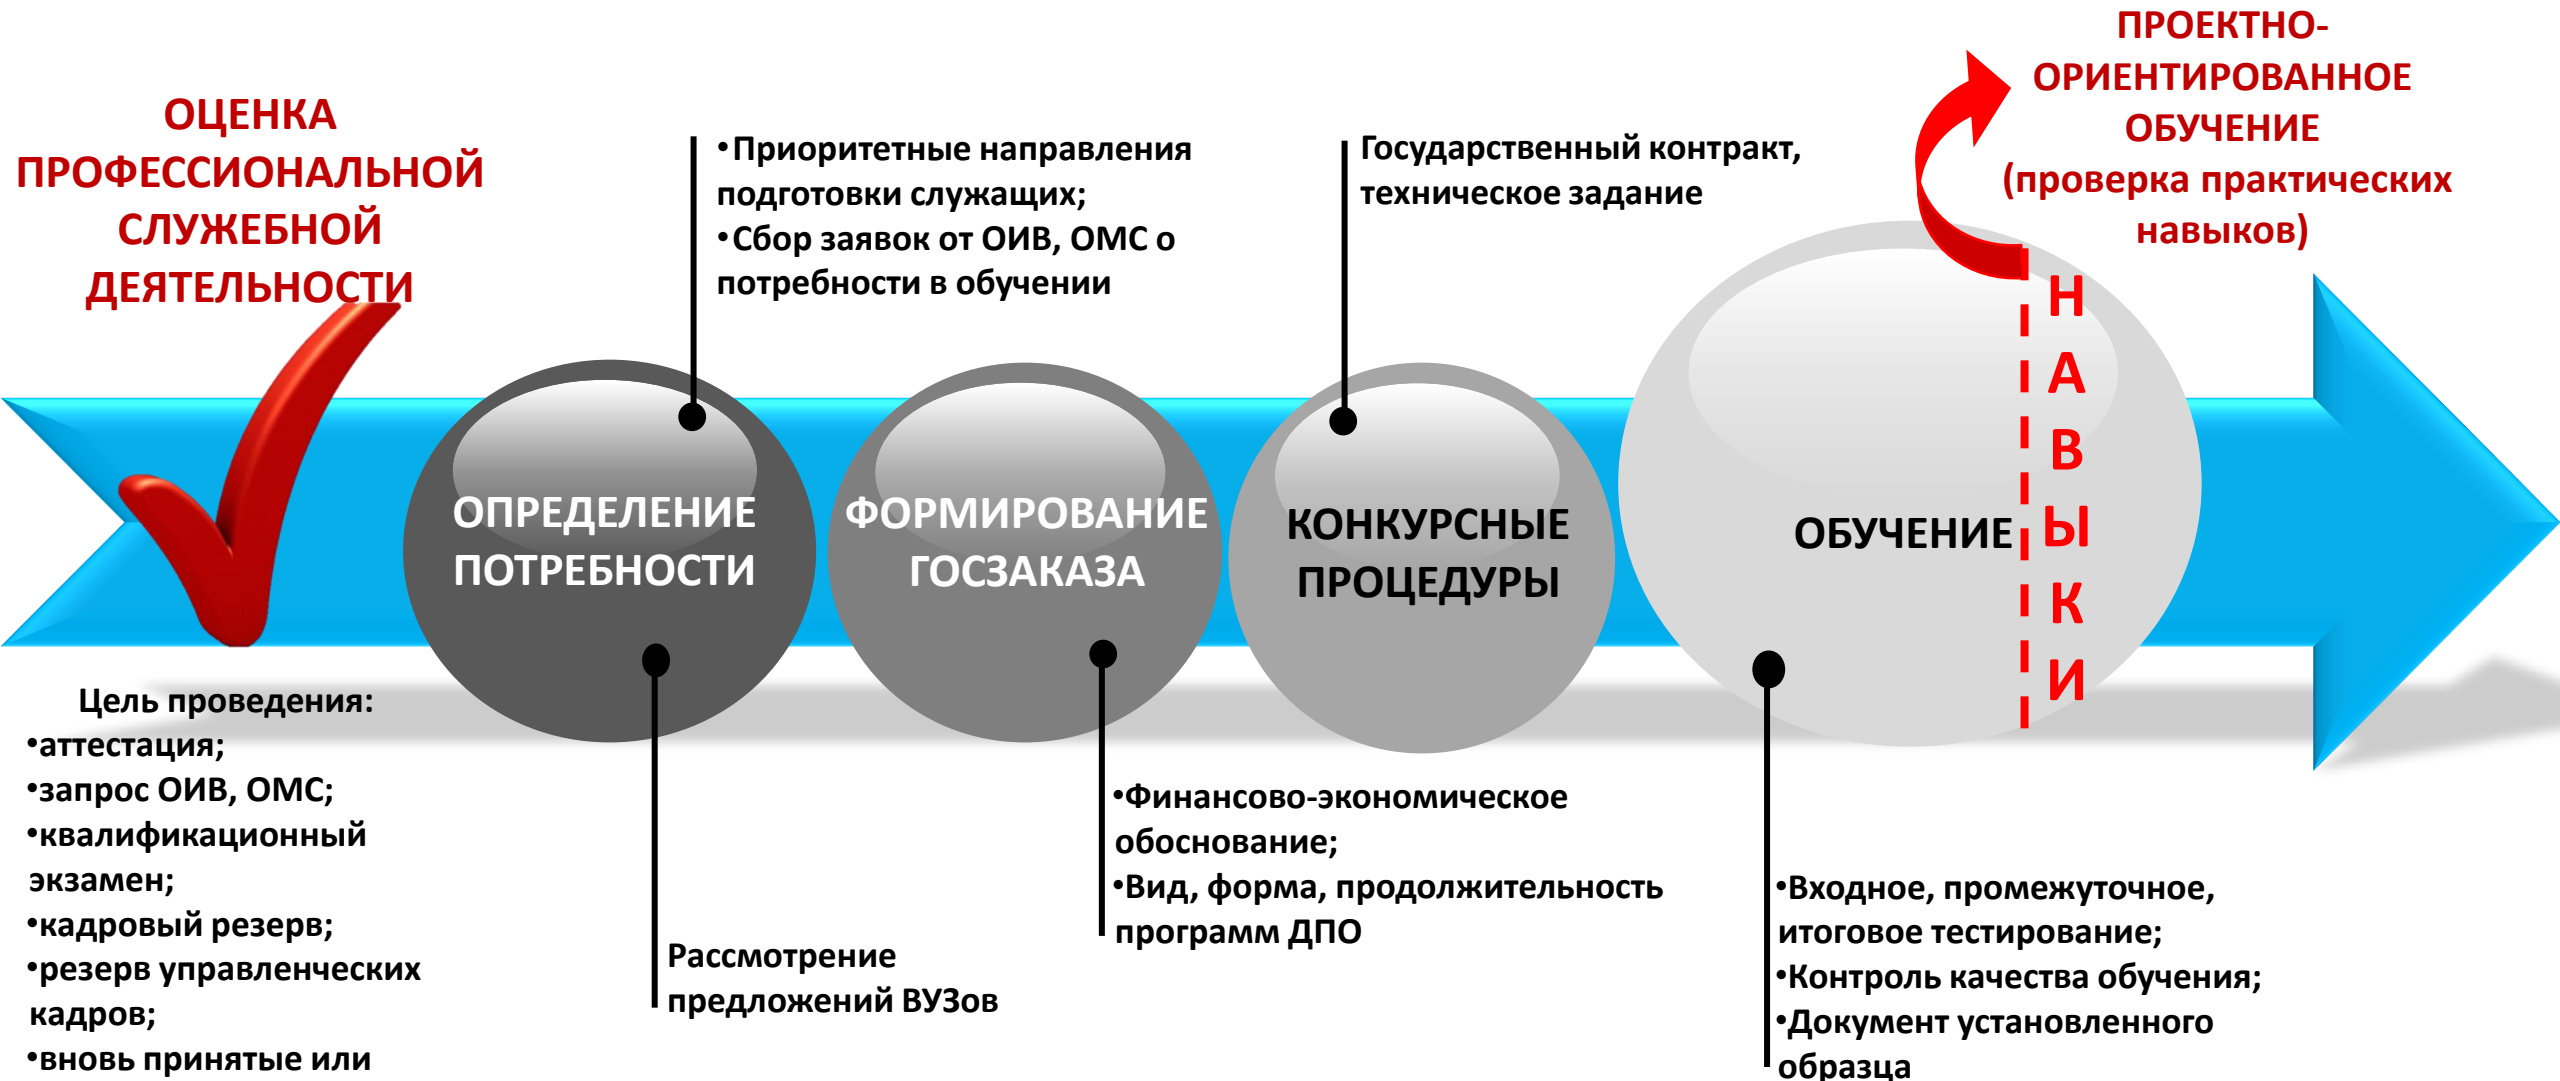 ОЦЕНКА
ПРОФЕССИОНАЛЬНОЙ
СЛУЖЕБНОЙ
ДЕЯТЕЛЬНОСТИ
Цель проведения:
•аттестация;
•запрос ОИВ, ОМС;
•квалификационный
экзамен;
•кадровый резерв;
•резерв управленческих
кадров;
•вновь принятые или
•Приоритетные направления
подготовки служащих;
•Сбор заявок от ОИВ, ОМС о
потребности в обучении
ОПРЕДЕЛЕНИЕ
ПОТРЕБНОСТИ
Рассмотрение
предложений ВУЗов
ФОРМИРОВАНИЕ
ГОСЗАКАЗА
•Финансово-экономическое
обоснование;
•Вид, форма, продолжительность
программ ДПО
Государственный контракт,
техническое задание
КОНКУРСНЫЕ
ПРОЦЕДУРЫ
ПРОЕКТНО-
ОРИЕНТИРОВАННОЕ
ОБУЧЕНИЕ
(проверка практических
навыков)
ОБУЧЕНИЕ
НАВЫКИ
•Входное, промежуточное,
итоговое тестирование;
•Контроль качества обучения;
•Документ установленного
образца